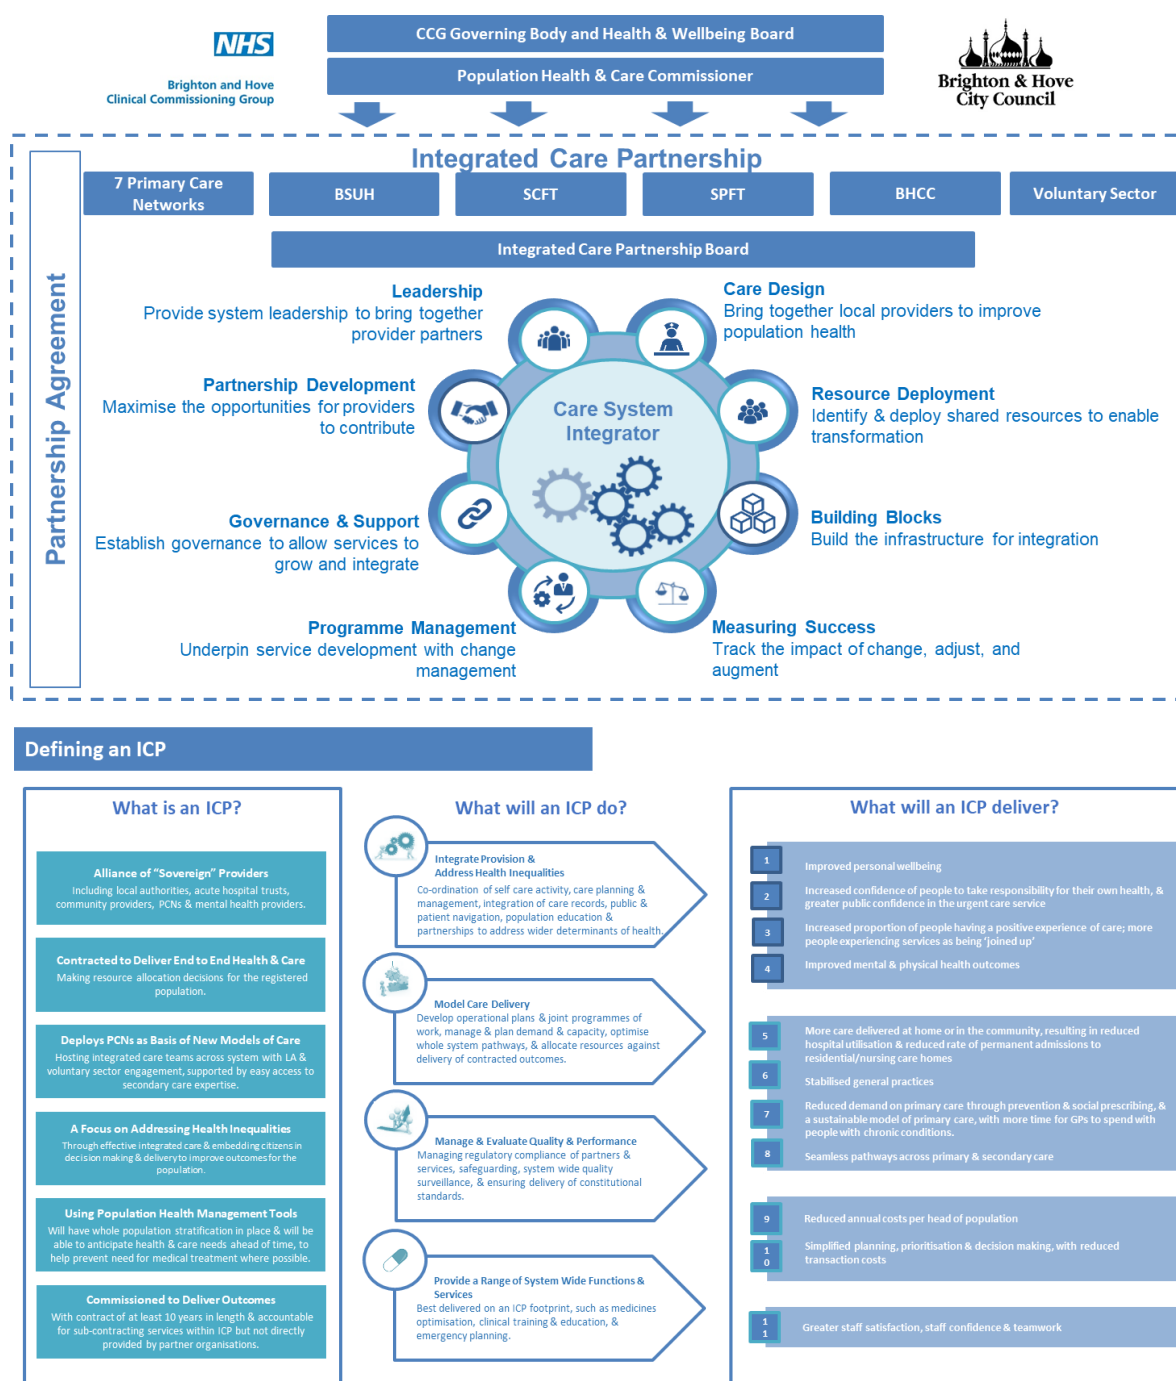 NHS
Brighton and Hove
Clinical Commissioning Group
CCG Governing Body and Health & Wellbeing Board
Population Health & Care Commissioner
Brighton & Hove
City Council
Integrated Care Partnership
Partnership Agreement
7 Primary Care
Networks
BSUH
SCFT
SPFT
BHCC
Voluntary Sector
Integrated Care Partnership Board
Leadership
Provide system leadership to bring together
provider partners
Care Design
Bring together local providers to improve
population health
Partnership Development
Maximise the opportunities for providers
to contribute
Resource Deployment
Identify & deploy shared resources to enable
transformation
Care System
Integrator
Governance & Support
Establish governance to allow services to
grow and integrate
Building Blocks
Build the infrastructure for integration
Programme Management
Underpin service development with change
management
Measuring Success
Track the impact of change, adjust, and
augment
Defining an ICP
What is an ICP?
Alliance of “Sovereign” Providers
Including local authorities, acute hospital trusts,
community providers, PCNs & mental health providers.
Contracted to Deliver End to End Health & Care
Making resource allocation decisions for the registered
population.
Deploys PCNs as Basis of New Models of Care
Hosting integrated care teams across system with LA &
voluntary sector engagement, supported by easy access to
secondary care expertise.
A Focus on Addressing Health Inequalities
Through effective integrated care & embedding citizens in
decision making & delivery to improve outcomes for the
population.
Using Population Health Management Tools
Will have whole population stratification in place & will be
able to anticipate health & care needs ahead of time, to
help prevent need for medical treatment where possible.
Commissioned to Deliver Outcomes
With contract of at least 10 years in length & accountable
for sub-contracting services within ICP but not directly
provided by partner organisations.
What will an ICP do?
Integrate Provision &
Address Health Inequalities
Co-ordination of self care activity, care planning &
management, integration of care records, public &
patient navigation, population education &
partnerships to address wider determinants of health.
Model Care Delivery
Develop operational plans & joint programmes of
work, manage & plan demand & capacity, optimise
whole system pathways, & allocate resources against
delivery of contracted outcomes.
Manage & Evaluate Quality & Performance
Managing regulatory compliance of partners &
services, safeguarding, system wide quality
surveillance, & ensuring delivery of constitutional
standards.
Provide a Range of System Wide Functions &
Services
Best delivered on an ICP footprint, such as medicines
optimisation, clinical training & education, &
emergency planning.
What will an ICP deliver?
1 Improved personal wellbeing
2 Increased confidence of people to take responsibility for their own health, &
greater public confidence in the urgent care service
3 Increased proportion of people having a positive experience of care; more
people experiencing services as being ‘joined up’
4 Improved mental & physical health outcomes
5 More care delivered at home or in the community, resulting in reduced
hospital utilisation & reduced rate of permanent admissions to
residential/nursing care homes
6 Stabilised general practices
7 Reduced demand on primary care through prevention & social prescribing, &
a sustainable model of primary care, with more time for GPs to spend with
people with chronic conditions.
8 Seamless pathways across primary & secondary care
9 Reduced annual costs per head of population
10 Simplified planning, prioritisation & decision making, with reduced
transaction costs
11 Greater staff satisfaction, staff confidence & teamwork